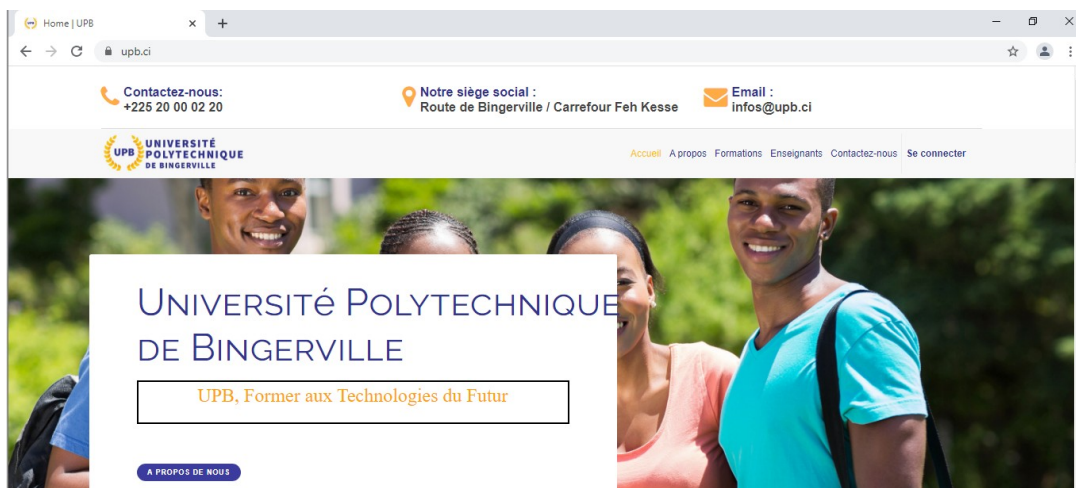 Home | UPB
upb.ci
Contactez-nous:
+225 20 00 02 20
Notre siège social :
Route de Bingerville / Carrefour Feh Kesse
Email :
infos@upb.ci
UPB
UNIVERSITÉ
POLYTECHNIQUE
DE BINGERVILLE
Accueil A propos Formations Enseignants Contactez-nous Se connecter
Université Polytechnique
de Bingerville
UPB, Former aux Technologies du Futur
A PROPOS DE NOUS